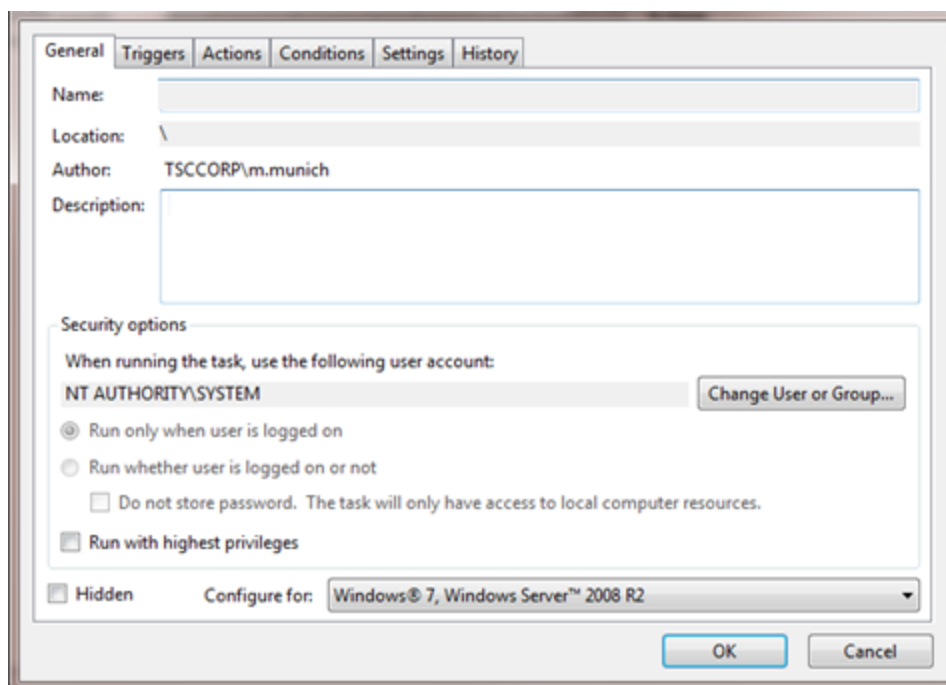 General Triggers Actions Conditions Settings History
Name:
Location: \
Author: TSCCORP\m.munich
Description:
Security options
When running the task, use the following user account:
NT AUTHORITY\SYSTEM Change User or Group...
Run only when user is logged on
Run whether user is logged on or not
Do not store password. The task will only have access to local computer resources.
Run with highest privileges
Hidden Configure for: Windows® 7, Windows Server™ 2008 R2
OK Cancel